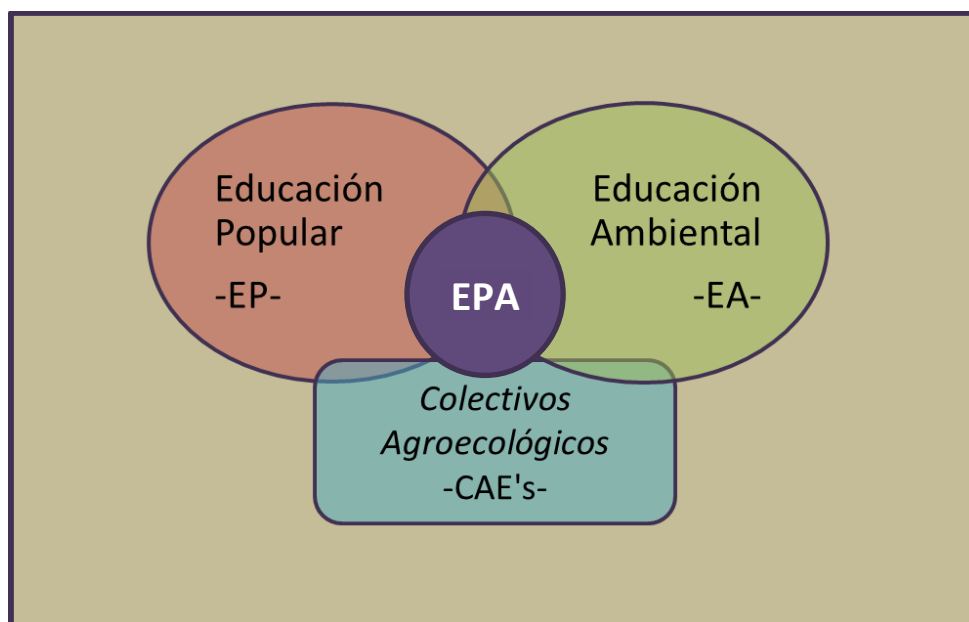 Educación
Popular
-EP-
Educación
Ambiental
-EA-
EPA
Colectivos
Agroecológicos
-CAE's-